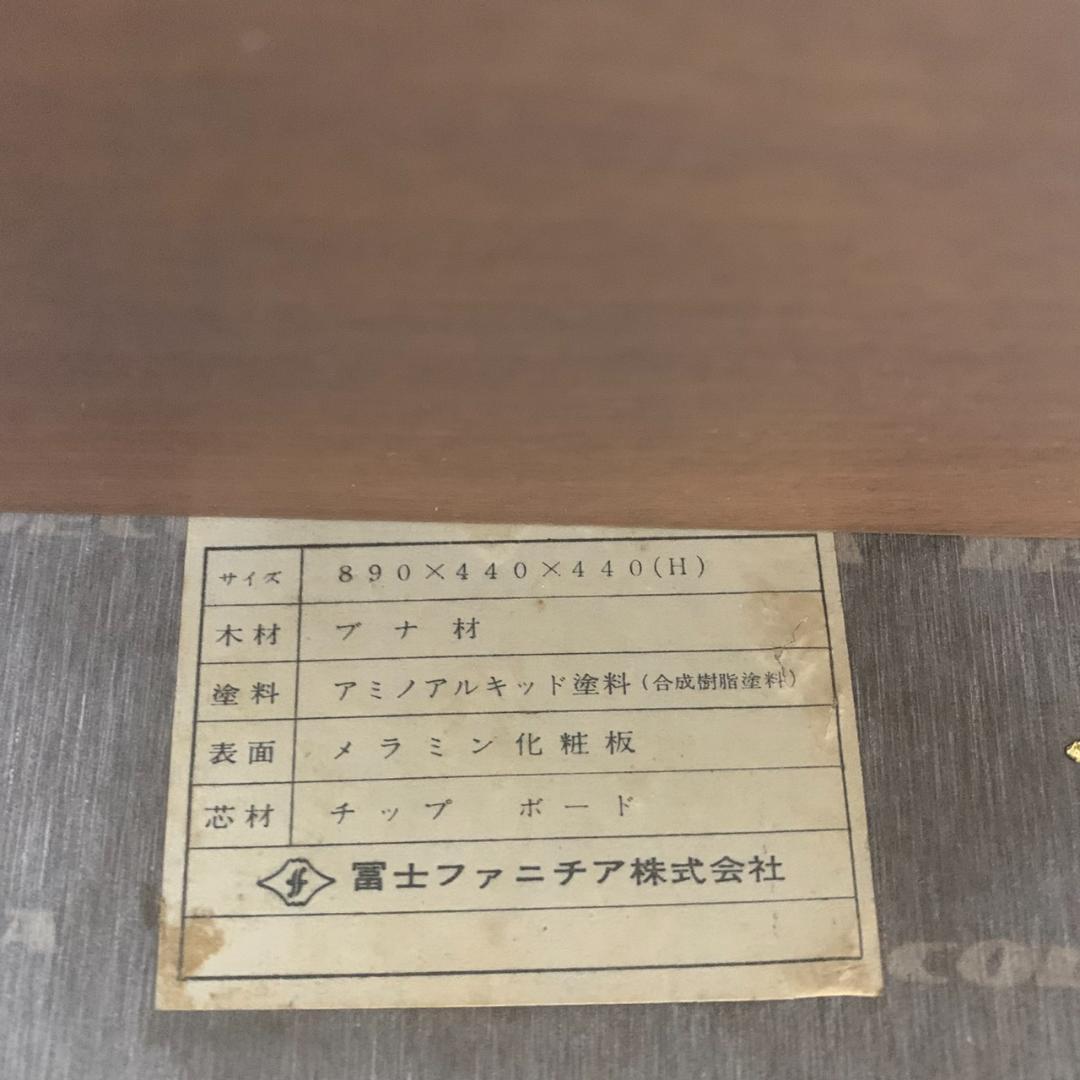 サイズ 890×440×440(H)
木材 ブナ材
塗料 アミノアルキッド塗料(合成樹脂塗料)
表面 メラミン化粧板
芯材 チップ ボード
冨士ファニチア株式会社